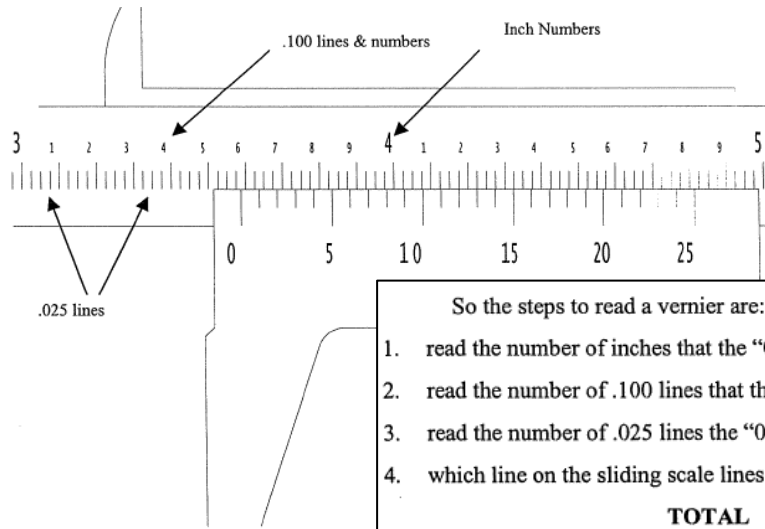 .100 lines & numbers
Inch Numbers
3 1 2 3 4 5 6 7 8 9 4 1 2 3 4 5 6 7 8 9 5
0 5 10 15 20 25
.025 lines
So the steps to read a vernier are:
1. read the number of inches that the "
2. read the number of .100 lines that
3. read the number of .025 lines the "0
4. which line on the sliding scale lines
TOTAL